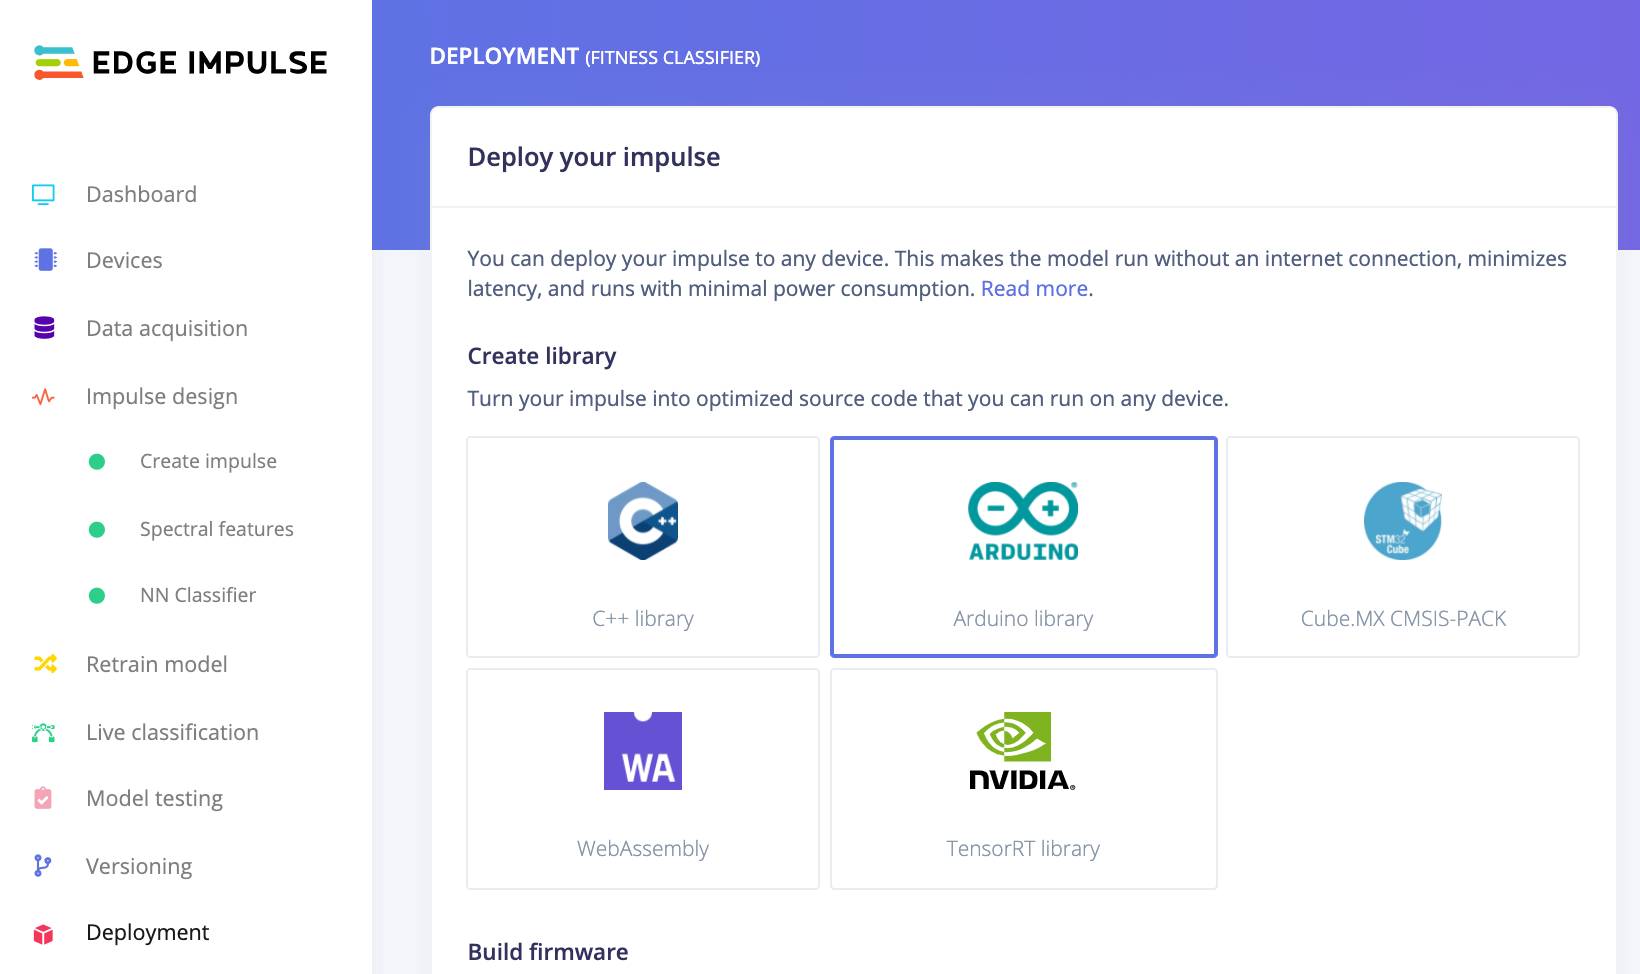 EDGE IMPULSE
Dashboard
Devices
Data acquisition
Impulse design
Create impulse
Spectral features
NN Classifier
Retrain model
Live classification
Model testing
Versioning
Deployment
DEPLOYMENT (FITNESS CLASSIFIER)
Deploy your impulse
You can deploy your impulse to any device. This makes the model run without an internet connection, minimizes
latency, and runs with minimal power consumption. Read more.
Create library
Turn your impulse into optimized source code that you can run on any device.
C++
C++ library
ARDUINO
Arduino library
STM32
Cube
Cube.MX CMSIS-PACK
WA
WebAssembly
NVIDIA.
TensorRT library
Build firmware